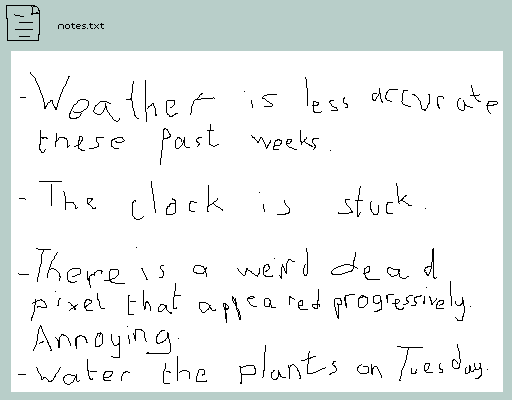 notes.txt
- Weather is less accurate
these past weeks.
- The clock is stuck.
- There is a weird dead
pixel that appeared progressively.
Annoying.
- Water the plants on Tuesday.